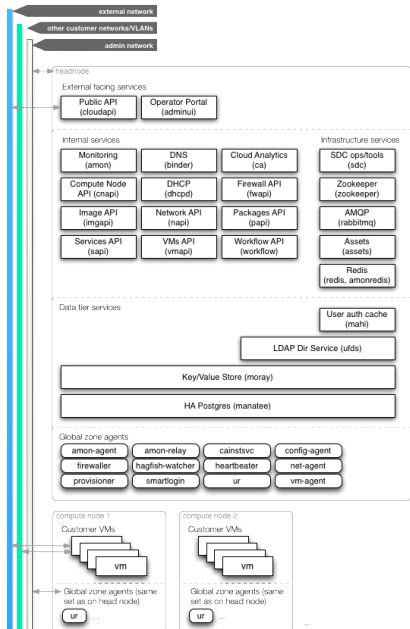 external network
other customer networks/VLANs
admin network
headnode
External facing services
Public API
(cloudapi)
Operator Portal
(adminui)
Internal services
Infrastructure services
Monitoring
(amon)
DNS
(binder)
Cloud Analytics
(ca)
SDC ops/tools
(sdc)
Compute Node
API (cnapi)
DHCP
(dhcpd)
Firewall API
(fwapi)
Zookeeper
(zookeeper)
Image API
(imgapi)
Network API
(napi)
Packages API
(papi)
AMQP
(rabbitmq)
Services API
(sapi)
VMs API
(vmapi)
Workflow API
(workflow)
Assets
(assets)
Redis
(redis, amonredis)
Data tier services
User auth cache
(mahi)
LDAP Dir Service (ufds)
Key/Value Store (moray)
HA Postgres (manatee)
Global zone agents
amon-agent
amon-relay
cainstsvc
config-agent
firewaller
hagfish-watcher
heartbeater
net-agent
provisioner
smartlogin
ur
vm-agent
compute node 1
Customer VMs
vm
Global zone agents (same
set as on head node)
ur
...
compute node 2
Customer VMs
vm
Global zone agents (same
set as on head node)
ur
...
...